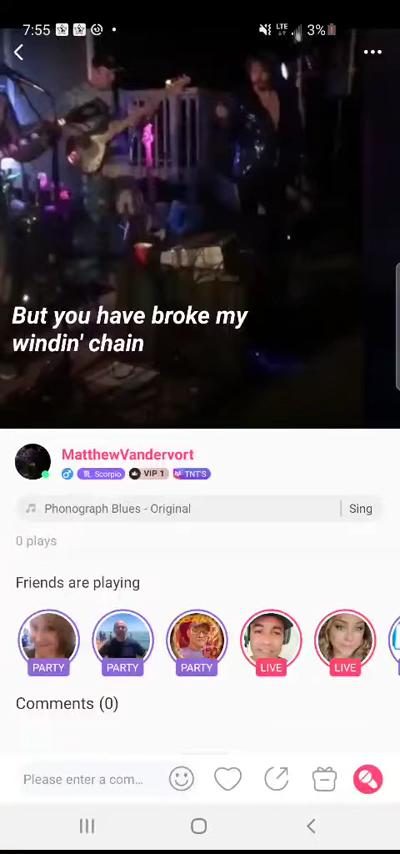 7:55
LTE
3%
But you have broke my
windin' chain
MatthewVandervort
Scorpio VIP 1 TNT'S
Phonograph Blues - Original Sing
0 plays
Friends are playing
PARTY PARTY PARTY LIVE LIVE
Comments (0)
Please enter a com...